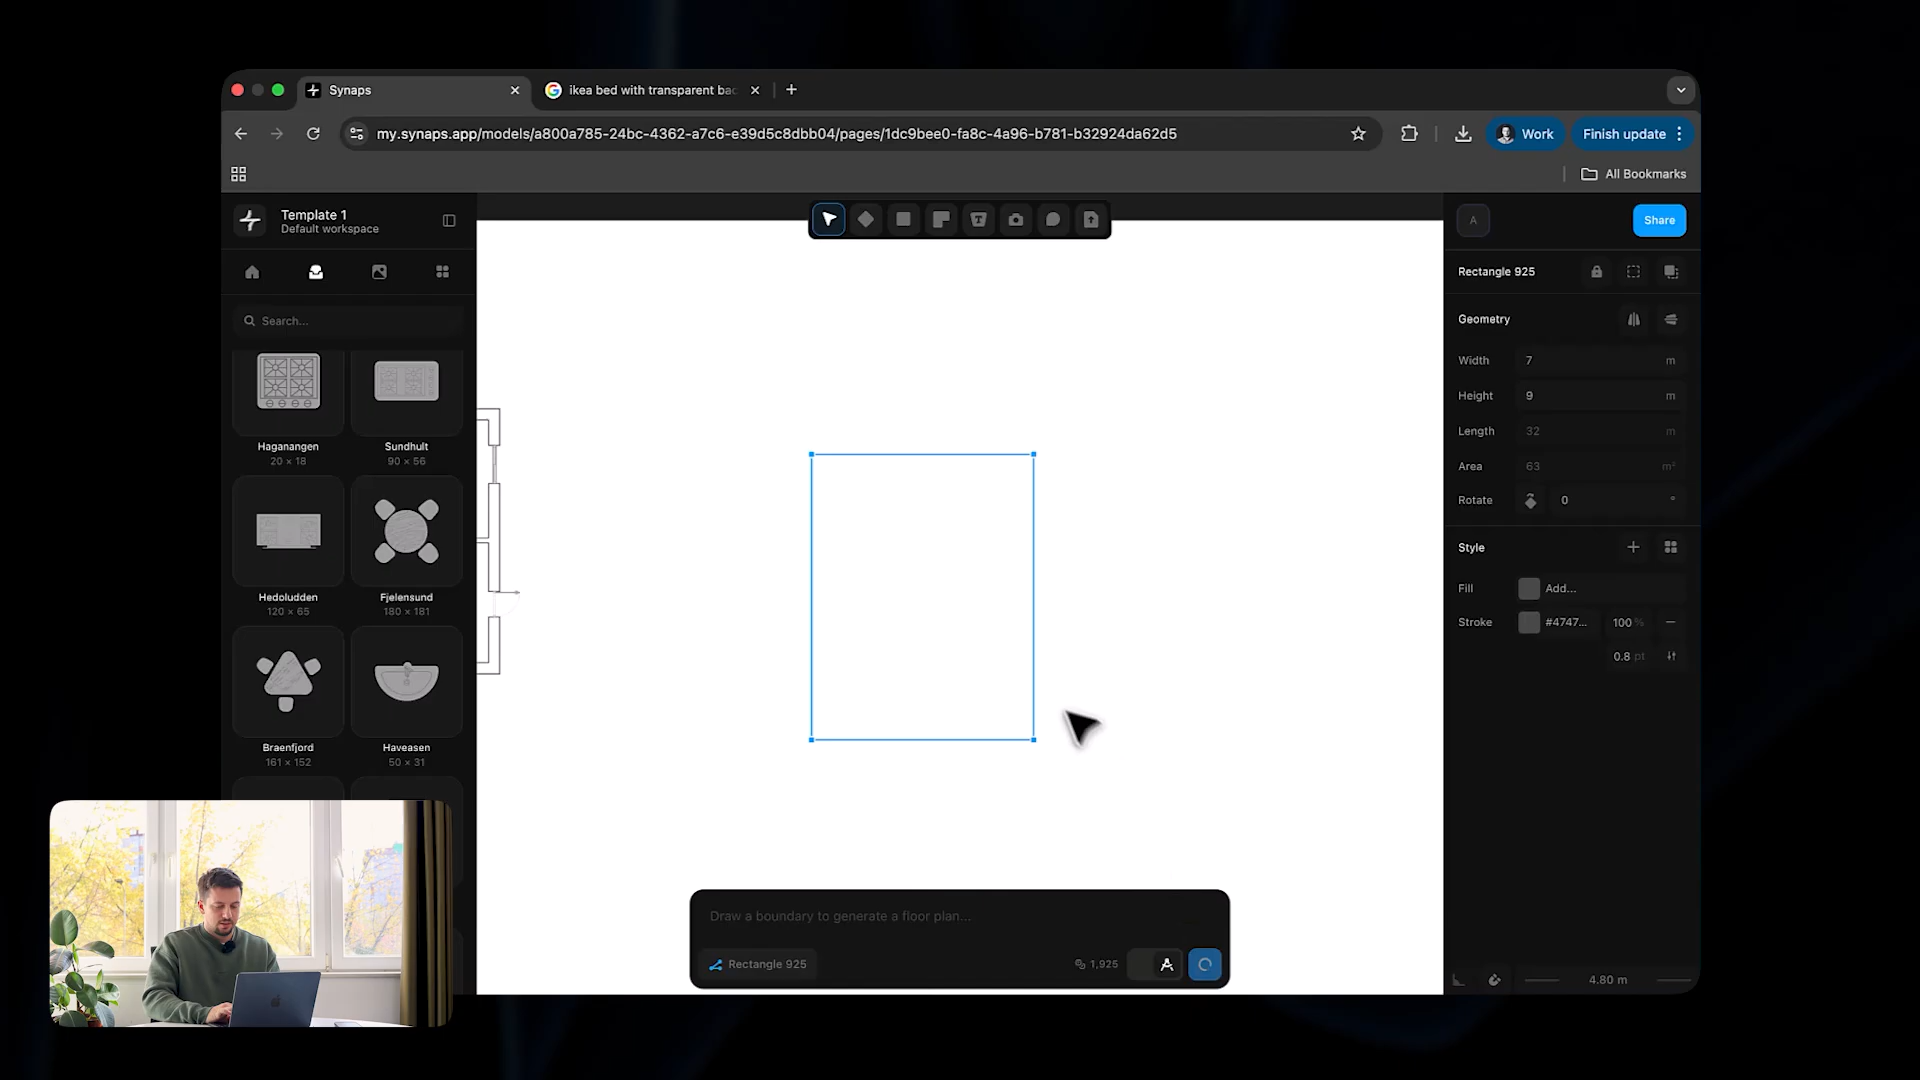 Synaps
ikea bed with transparent bac
my.synaps.app/models/a800a785-24bc-4362-a7c6-e39d5c8dbb04/pages/1dc9bee0-fa8c-4a96-b781-b32924da62d5
Work
Finish update
All Bookmarks
Template 1
Default workspace
Search...
Haganangen
20 × 18
Sundhult
90 × 56
Hedoludden
120 × 65
Fjelensund
180 × 181
Braenfjord
161 × 152
Haveasen
50 × 31
A
Share
Rectangle 925
Geometry
Width 7 m
Height 9 m
Length 32 m
Area 63 m²
Rotate 0 °
Style
Fill Add...
Stroke #4747... 100 %
0.8 pt
Draw a boundary to generate a floor plan...
Rectangle 925
1,925
4.80 m